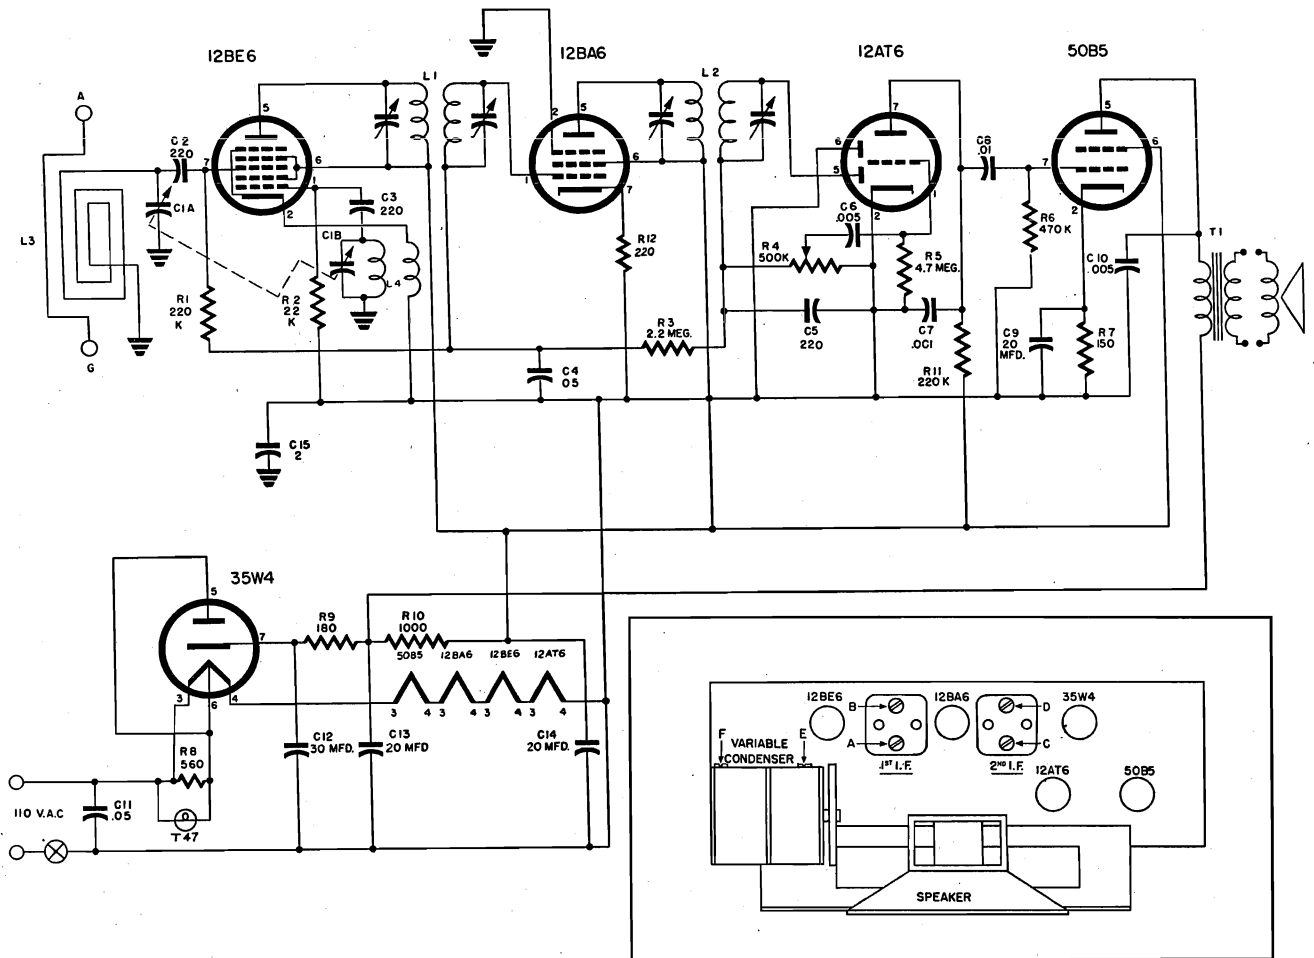 12BE6
12BA6
12AT6
50B5
A
L3
G
C2
220
7
5
6
1
2
C1A
C3
220
C1B
L4
R1
220
K
R2
22
K
L1
2
5
6
1
7
R12
220
L2
R3
2.2 MEG.
C4
05
C15
2
7
6
5
2
1
C6
.005
R4
500K
R5
4.7 MEG.
C5
220
C7
.001
R11
220 K
C8
.01
5
6
7
2
R6
470 K
C10
.005
C9
20
MFD.
R7
150
T1
35W4
5
7
3
6
4
R9
180
R10
1000
50B5
12BA6
12BE6
12AT6
3 4 3 4 3 4 3 4
R8
560
C12
30 MFD.
C13
20 MFD
C14
20 MFD.
110 V.A.C
C11
.05
T47
12BE6
B
A
1ST I.F.
12BA6
D
C
2ND I.F.
35W4
F
VARIABLE
CONDENSER
E
12AT6
50B5
SPEAKER